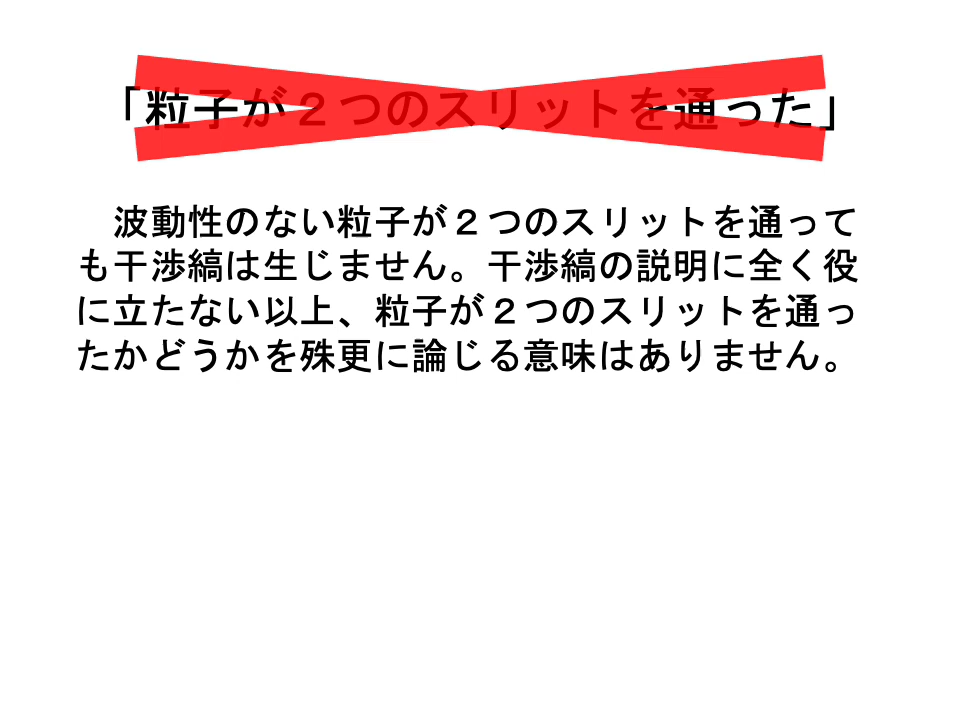 「粒子が２つのスリットを通った」
波動性のない粒子が２つのスリットを通って
も干渉縞は生じません。干渉縞の説明に全く役
に立たない以上、粒子が２つのスリットを通っ
たかどうかを殊更に論じる意味はありません。